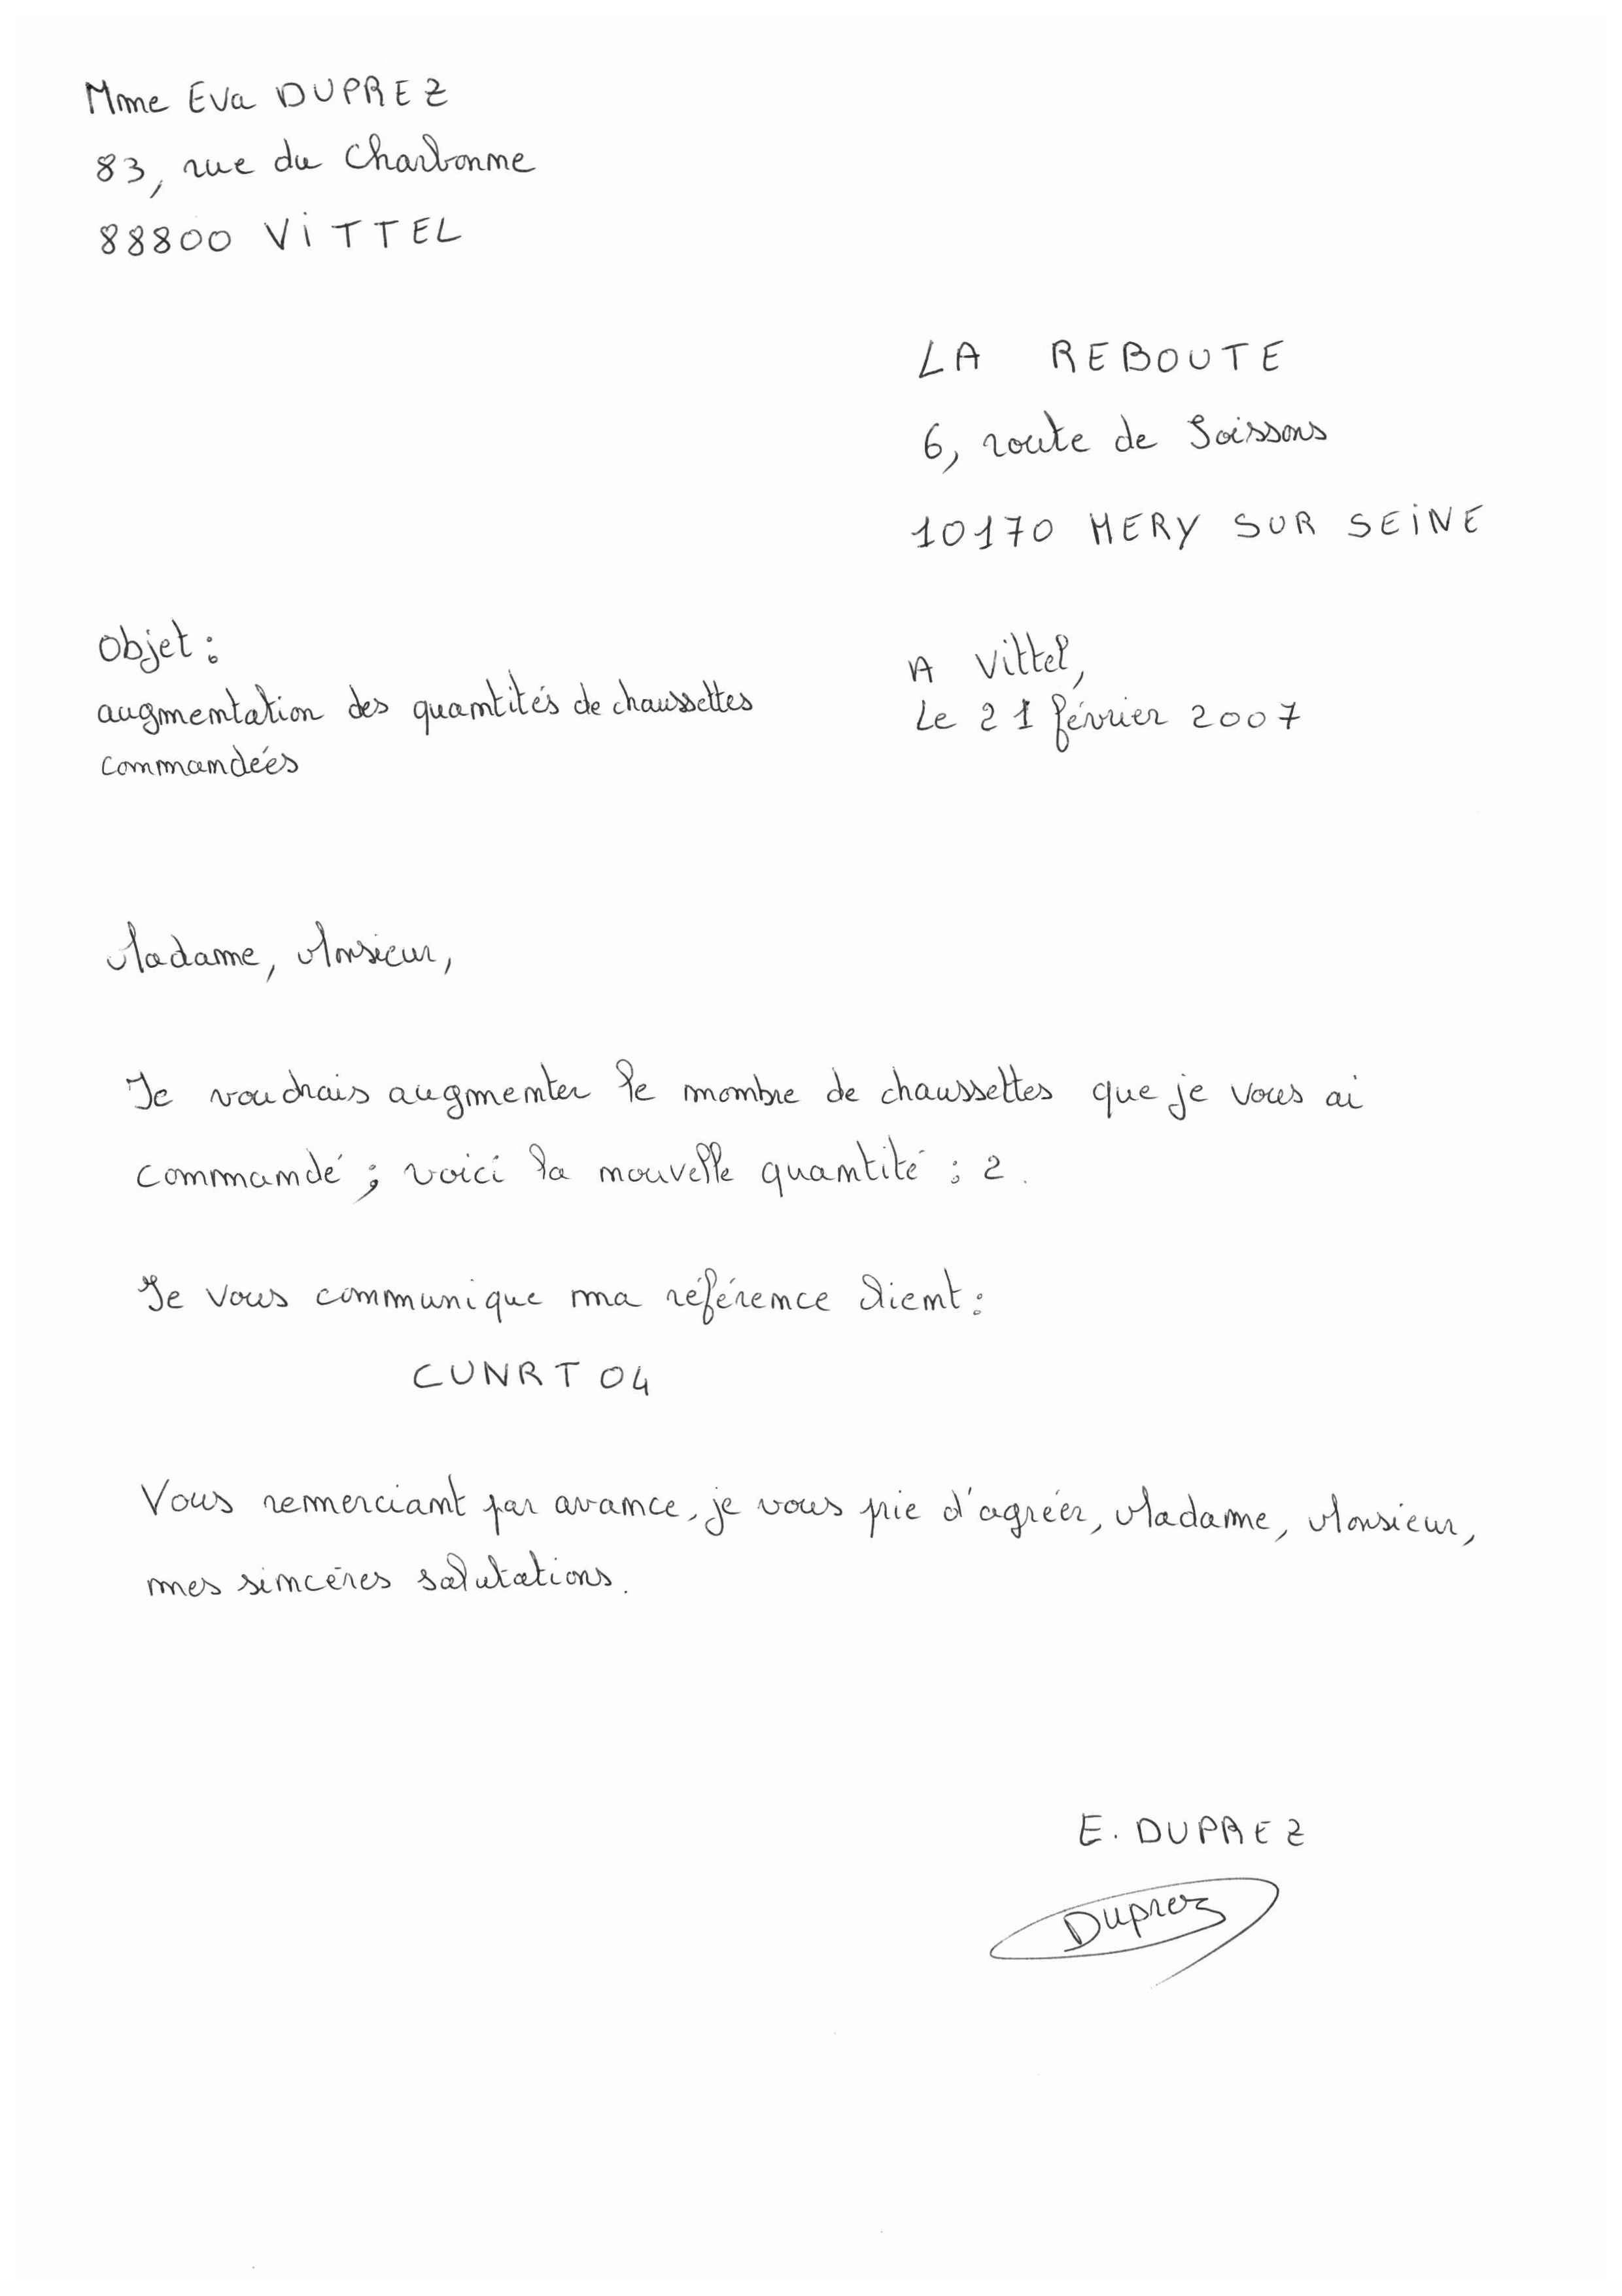 Mme Eva DUPREZ
83, rue du Charbonne
88800 VITTEL
LA REBOUTE
6, route de Soissons
10170 MERY SUR SEINE
Objet :
augmentation des quantités de chaussettes
commandées
A Vittel,
Le 21 février 2007
Madame, Monsieur,
Je voudrais augmenter le nombre de chaussettes que je vous ai
commandé ; voici la nouvelle quantité : 2.
Je vous communique ma référence client :
CUNRT04
Vous remerciant par avance, je vous prie d'agréer, Madame, Monsieur,
mes sincères salutations.
E. DUPREZ
Duprez